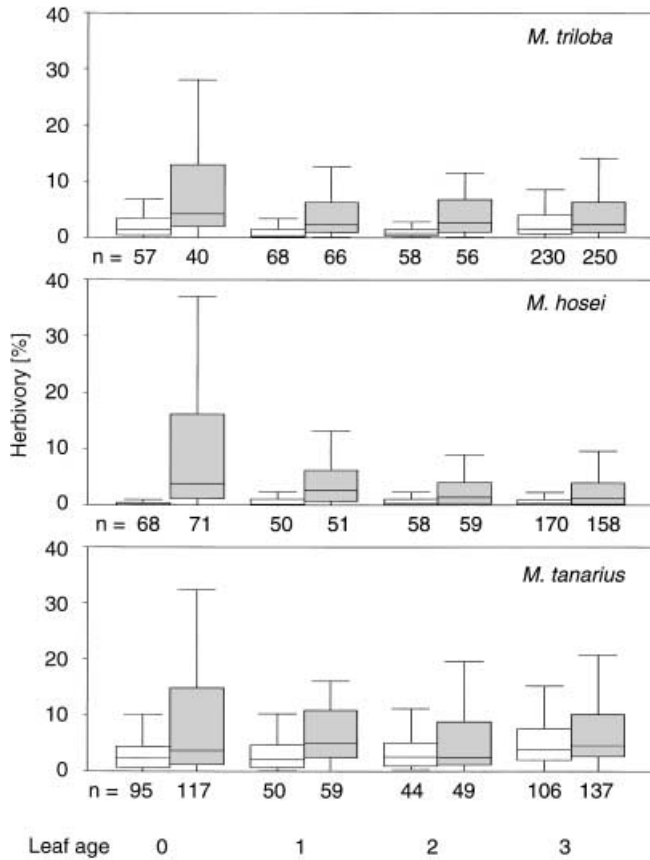 40
M. triloba
30
20
10
0
n = 57 40 68 66 58 56 230 250
40
M. hosei
30
20
10
0
n = 68 71 50 51 58 59 170 158
Herbivory [%]
40
M. tanarius
30
20
10
0
n = 95 117 50 59 44 49 106 137
Leaf age 0 1 2 3